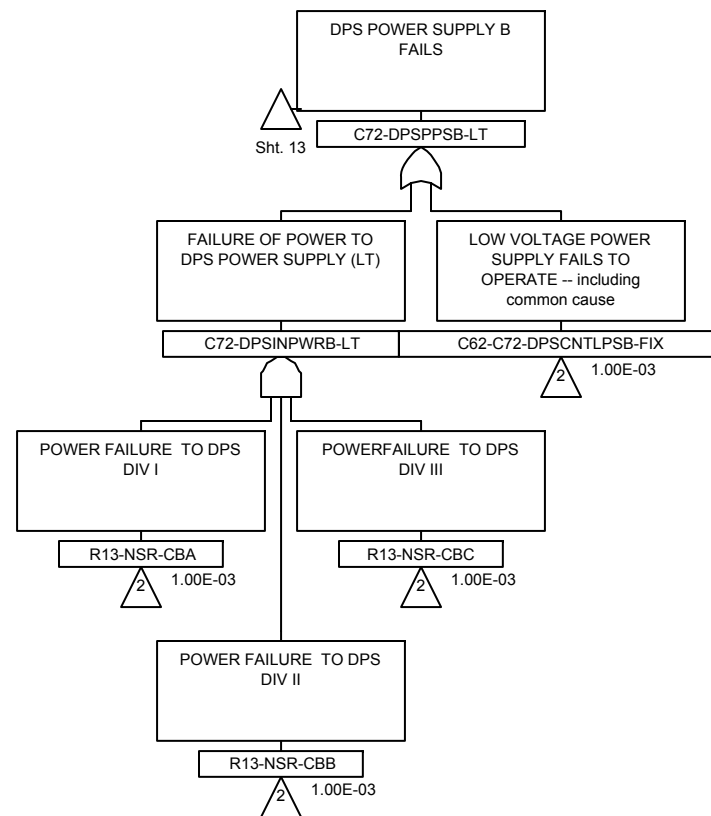 DPS POWER SUPPLY B
FAILS
Sht. 13
C72-DPSPPSB-LT
FAILURE OF POWER TO
DPS POWER SUPPLY (LT)
LOW VOLTAGE POWER
SUPPLY FAILS TO
OPERATE -- including
common cause
C72-DPSINPWRB-LT
C62-C72-DPSCNTLPSB-FIX
2
1.00E-03
POWER FAILURE TO DPS
DIV I
POWERFAILURE TO DPS
DIV III
R13-NSR-CBA
R13-NSR-CBC
2
1.00E-03
2
1.00E-03
POWER FAILURE TO DPS
DIV II
R13-NSR-CBB
2
1.00E-03